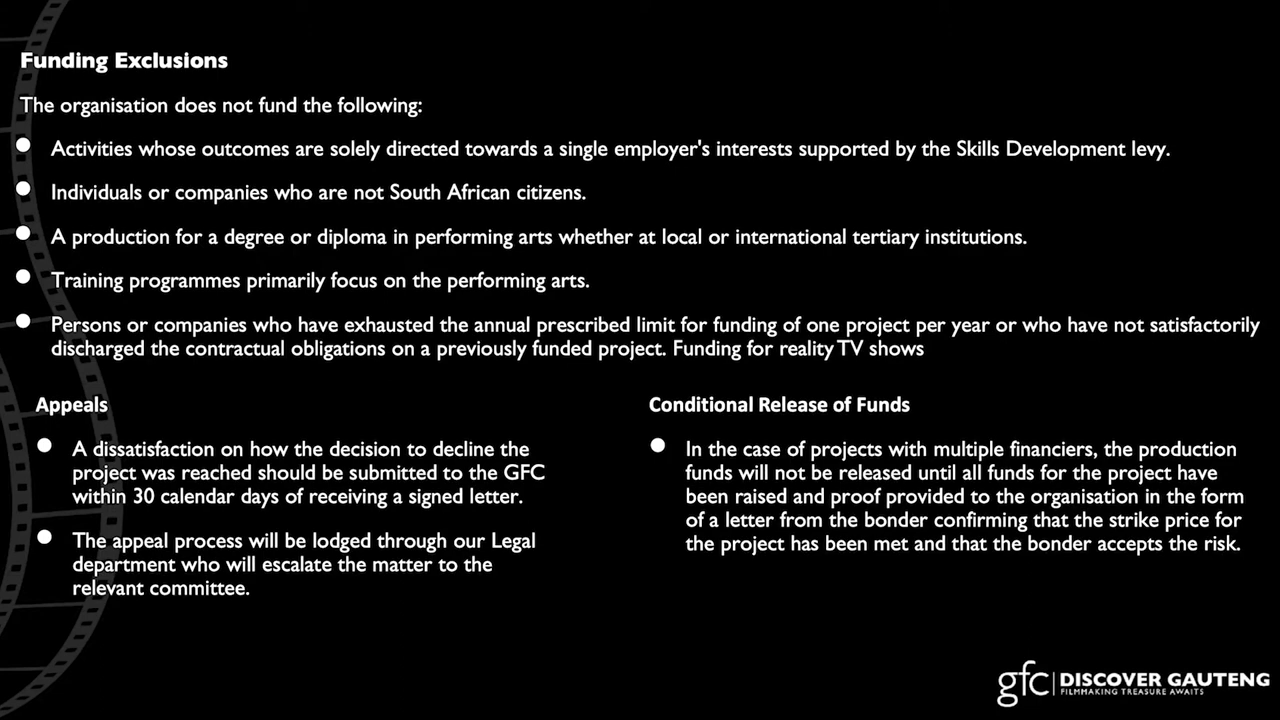 Funding Exclusions
The organisation does not fund the following:
Activities whose outcomes are solely directed towards a single employer's interests supported by the Skills Development levy.
Individuals or companies who are not South African citizens.
A production for a degree or diploma in performing arts whether at local or international tertiary institutions.
Training programmes primarily focus on the performing arts.
Persons or companies who have exhausted the annual prescribed limit for funding of one project per year or who have not satisfactorily
discharged the contractual obligations on a previously funded project. Funding for reality TV shows
Appeals
A dissatisfaction on how the decision to decline the
project was reached should be submitted to the GFC
within 30 calendar days of receiving a signed letter.
The appeal process will be lodged through our Legal
department who will escalate the matter to the
relevant committee.
Conditional Release of Funds
In the case of projects with multiple financiers, the production
funds will not be released until all funds for the project have
been raised and proof provided to the organisation in the form
of a letter from the bonder confirming that the strike price for
the project has been met and that the bonder accepts the risk.
gfc DISCOVER GAUTENG
FILMMAKING TREASURE AWAITS